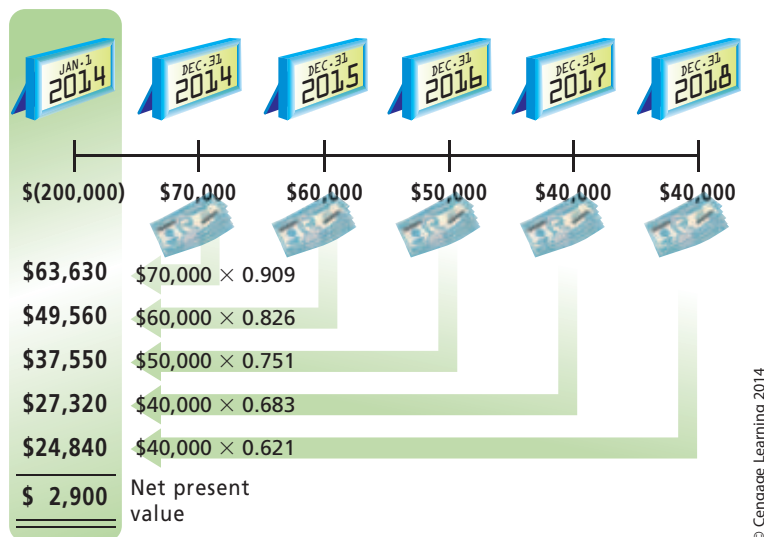 JAN.1
2014
DEC.31
2014
DEC.31
2015
DEC.31
2016
DEC.31
2017
DEC.31
2018
$(200,000) $70,000 $60,000 $50,000 $40,000 $40,000
$63,630 $70,000 × 0.909
$49,560 $60,000 × 0.826
$37,550 $50,000 × 0.751
$27,320 $40,000 × 0.683
$24,840 $40,000 × 0.621
$ 2,900 Net present
value
© Cengage Learning 2014